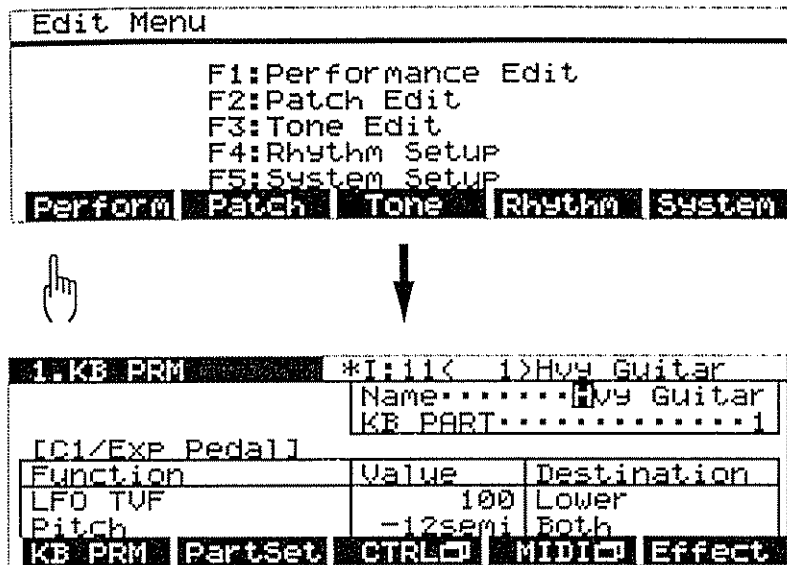 Edit Menu
F1:Performance Edit
F2:Patch Edit
F3:Tone Edit
F4:Rhythm Setup
F5:System Setup
Perform Patch Tone Rhythm System
1.KB PRM *I:11( 1)Hvy Guitar
Name·······Hvy Guitar
KB PART·············1
[C1/Exp Pedal]
Function Value Destination
LFO TVF 100 Lower
Pitch -12semi Both
KB PRM PartSet CTRL MIDI Effect